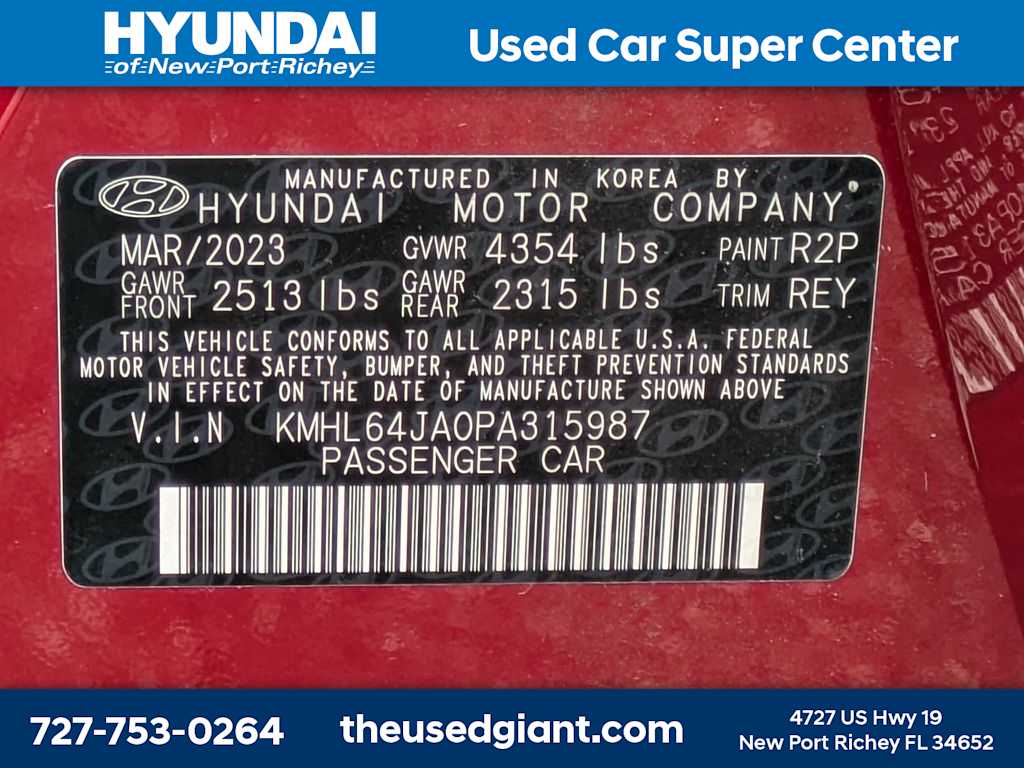 HYUNDAI
of New Port Richey
Used Car Super Center
MANUFACTURED IN KOREA BY
HYUNDAI MOTOR COMPANY
MAR/2023 GVWR 4354 lbs PAINT R2P
GAWR FRONT 2513 lbs GAWR REAR 2315 lbs TRIM REY
THIS VEHICLE CONFORMS TO ALL APPLICABLE U.S.A. FEDERAL
MOTOR VEHICLE SAFETY, BUMPER, AND THEFT PREVENTION STANDARDS
IN EFFECT ON THE DATE OF MANUFACTURE SHOWN ABOVE
V.I.N KMHL64JA0PA315987
PASSENGER CAR
727-753-0264
theusedgiant.com
4727 US Hwy 19
New Port Richey FL 34652